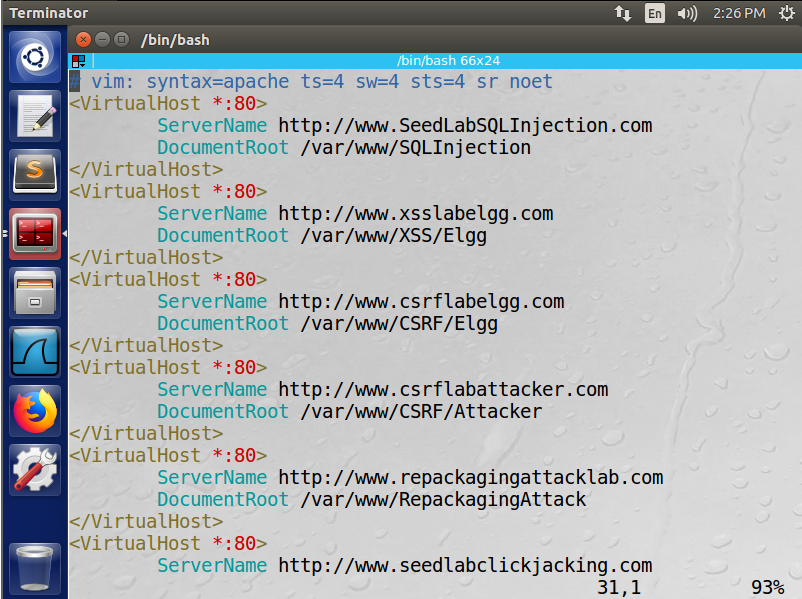 Terminator
En
2:26 PM
/bin/bash
/bin/bash 66x24
# vim: syntax=apache ts=4 sw=4 sts=4 sr noet
<VirtualHost *:80>
ServerName http://www.SeedLabSQLInjection.com
DocumentRoot /var/www/SQLInjection
</VirtualHost>
<VirtualHost *:80>
ServerName http://www.xsslabelgg.com
DocumentRoot /var/www/XSS/Elgg
</VirtualHost>
<VirtualHost *:80>
ServerName http://www.csrflabelgg.com
DocumentRoot /var/www/CSRF/Elgg
</VirtualHost>
<VirtualHost *:80>
ServerName http://www.csrflabattacker.com
DocumentRoot /var/www/CSRF/Attacker
</VirtualHost>
<VirtualHost *:80>
ServerName http://www.repackagingattacklab.com
DocumentRoot /var/www/RepackagingAttack
</VirtualHost>
<VirtualHost *:80>
ServerName http://www.seedlabclickjacking.com
31,1 93%